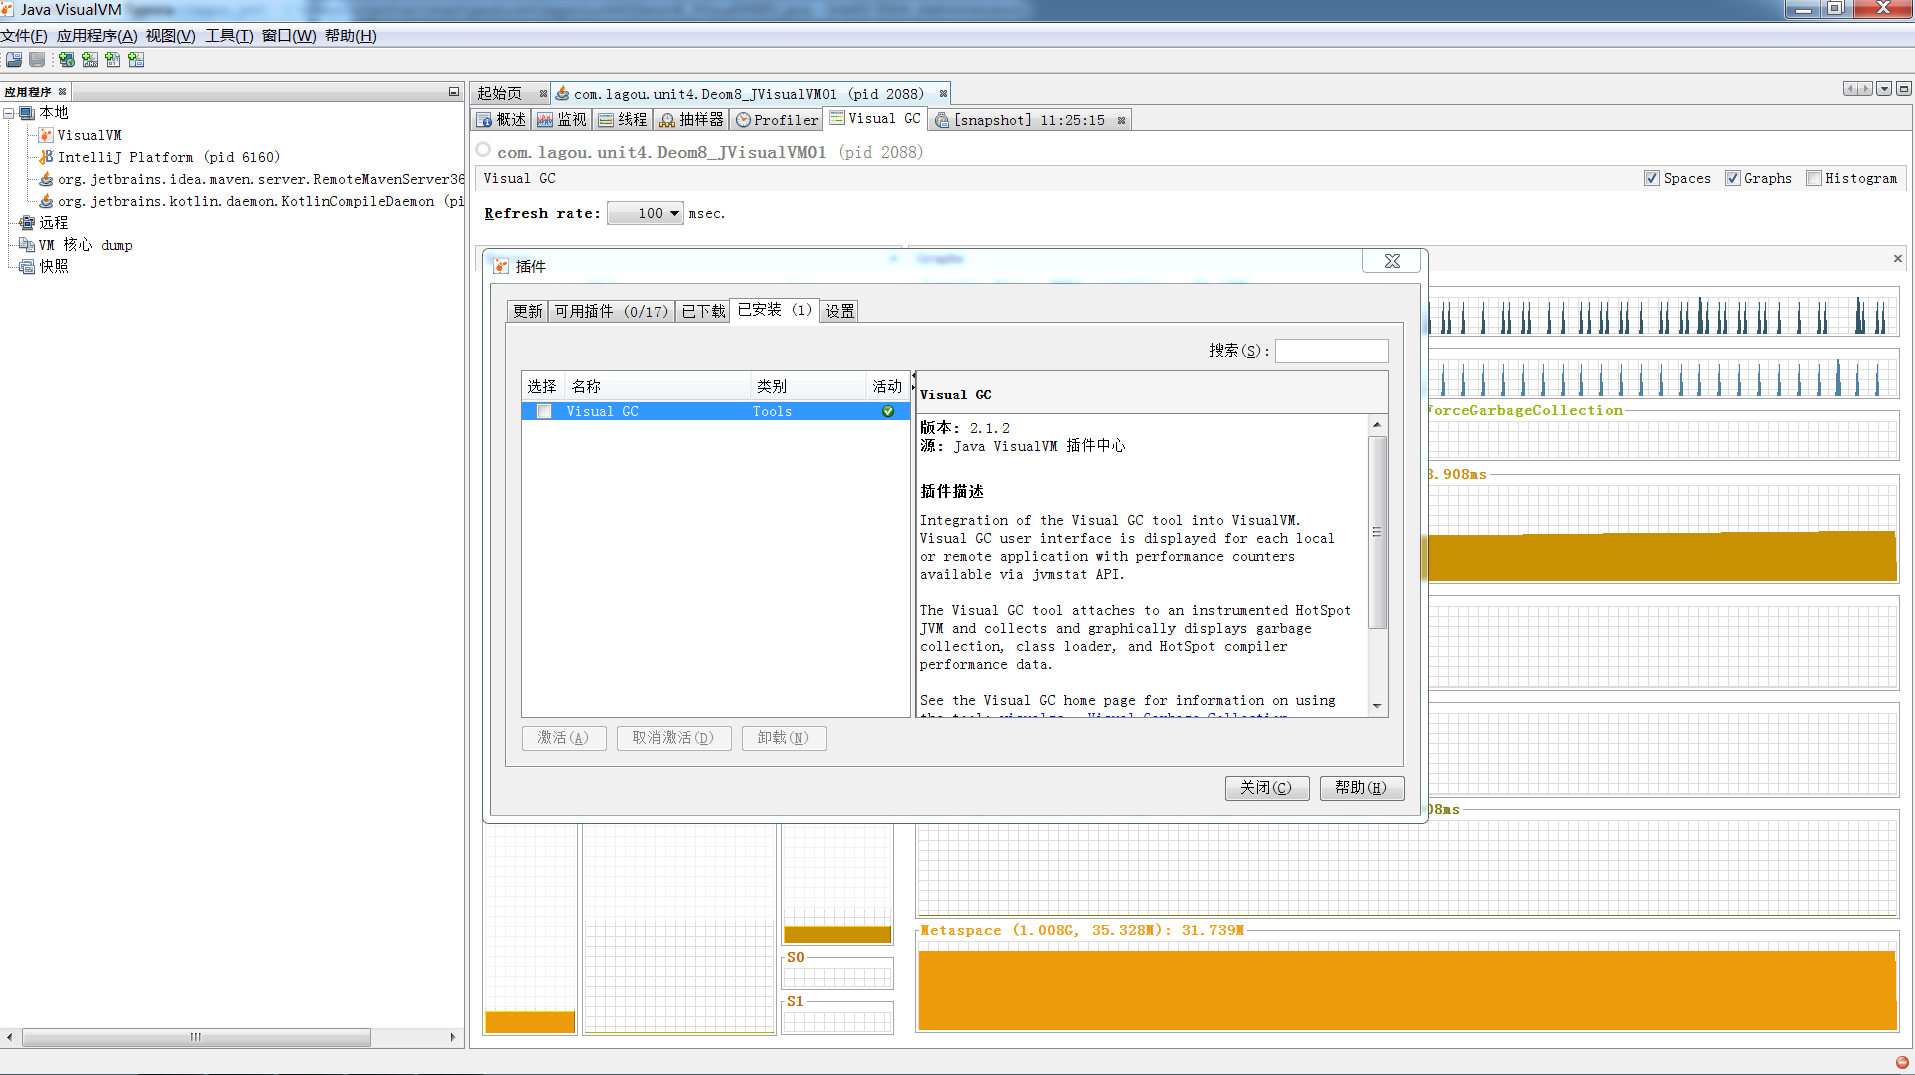 Java VisualVM
文件(F) 应用程序(A) 视图(V) 工具(T) 窗口(W) 帮助(H)
应用程序
本地
VisualVM
IntelliJ Platform (pid 6160)
org.jetbrains.idea.maven.server.RemoteMavenServer36
org.jetbrains.kotlin.daemon.KotlinCompileDaemon (pi
远程
VM 核心 dump
快照
起始页 com.lagou.unit4.Deom8_JVisualVM01 (pid 2088)
概述 监视 线程 抽样器 Profiler Visual GC [snapshot] 11:25:15
com.lagou.unit4.Deom8_JVisualVM01 (pid 2088)
Visual GC Spaces Graphs Histogram
Refresh rate: 100 msec.
Graphs
插件
更新 可用插件 (0/17) 已下载 已安装 (1) 设置
搜索(S):
选择 名称 类别 活动
Visual GC Tools
Visual GC
版本: 2.1.2
源: Java VisualVM 插件中心
插件描述
Integration of the Visual GC tool into VisualVM.
Visual GC user interface is displayed for each local
or remote application with performance counters
available via jvmstat API.
The Visual GC tool attaches to an instrumented HotSpot
JVM and collects and graphically displays garbage
collection, class loader, and HotSpot compiler
performance data.
See the Visual GC home page for information on using
激活(A) 取消激活(D) 卸载(N)
关闭(C) 帮助(H)
ForceGarbageCollection
8.908ms
08ms
Metaspace (1.008G, 35.328M): 31.739M
S0
S1